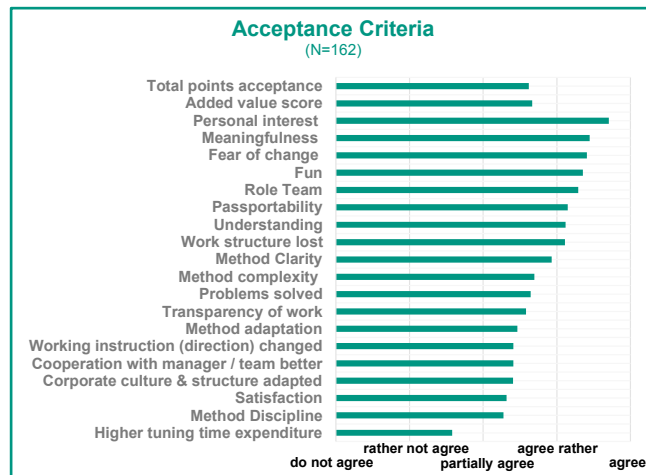 Acceptance Criteria
(N=162)
Total points acceptance
Added value score
Personal interest
Meaningfulness
Fear of change
Fun
Role Team
Passportability
Understanding
Work structure lost
Method Clarity
Method complexity
Problems solved
Transparency of work
Method adaptation
Working instruction (direction) changed
Cooperation with manager / team better
Corporate culture & structure adapted
Satisfaction
Method Discipline
Higher tuning time expenditure
rather not agree agree rather
do not agree partially agree agree